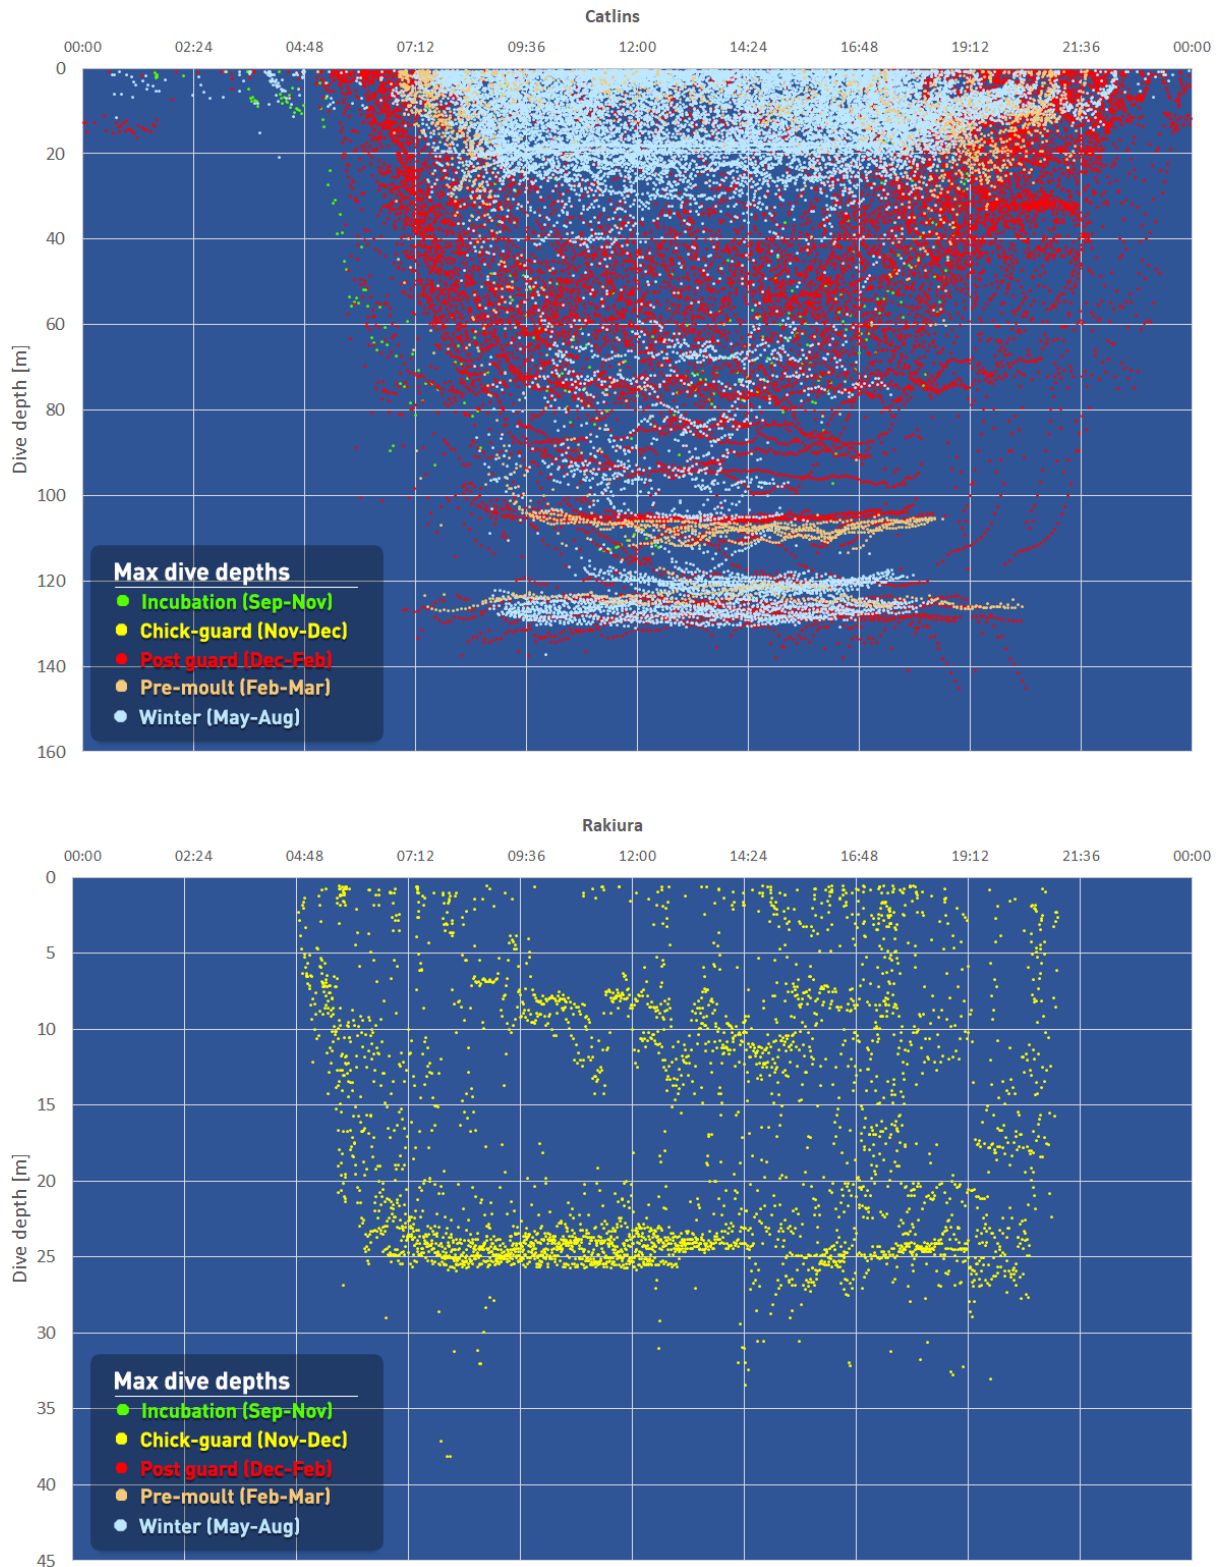 Catlins
00:00 02:24 04:48 07:12 09:36 12:00 14:24 16:48 19:12 21:36 00:00
0
20
40
60
80
100
120
140
160
Dive depth [m]
Max dive depths
Incubation (Sep-Nov)
Chick-guard (Nov-Dec)
Post guard (Dec-Feb)
Pre-moult (Feb-Mar)
Winter (May-Aug)
Rakiura
00:00 02:24 04:48 07:12 09:36 12:00 14:24 16:48 19:12 21:36 00:00
0
5
10
15
20
25
30
35
40
45
Dive depth [m]
Max dive depths
Incubation (Sep-Nov)
Chick-guard (Nov-Dec)
Post guard (Dec-Feb)
Pre-moult (Feb-Mar)
Winter (May-Aug)